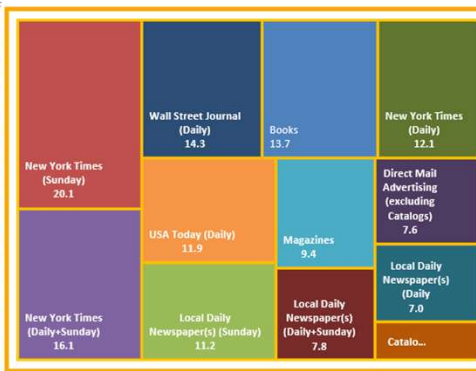 New York Times
(Sunday)
20.1
New York Times
(Daily+Sunday)
16.1
Wall Street Journal
(Daily)
14.3
Books
13.7
New York Times
(Daily)
12.1
USA Today (Daily)
11.9
Local Daily
Newspaper(s) (Sunday)
11.2
Magazines
9.4
Local Daily
Newspaper(s)
(Daily+Sunday)
7.8
Direct Mail
Advertising
(excluding
Catalogs)
7.6
Local Daily
Newspaper(s)
(Daily
7.0
Catalo...